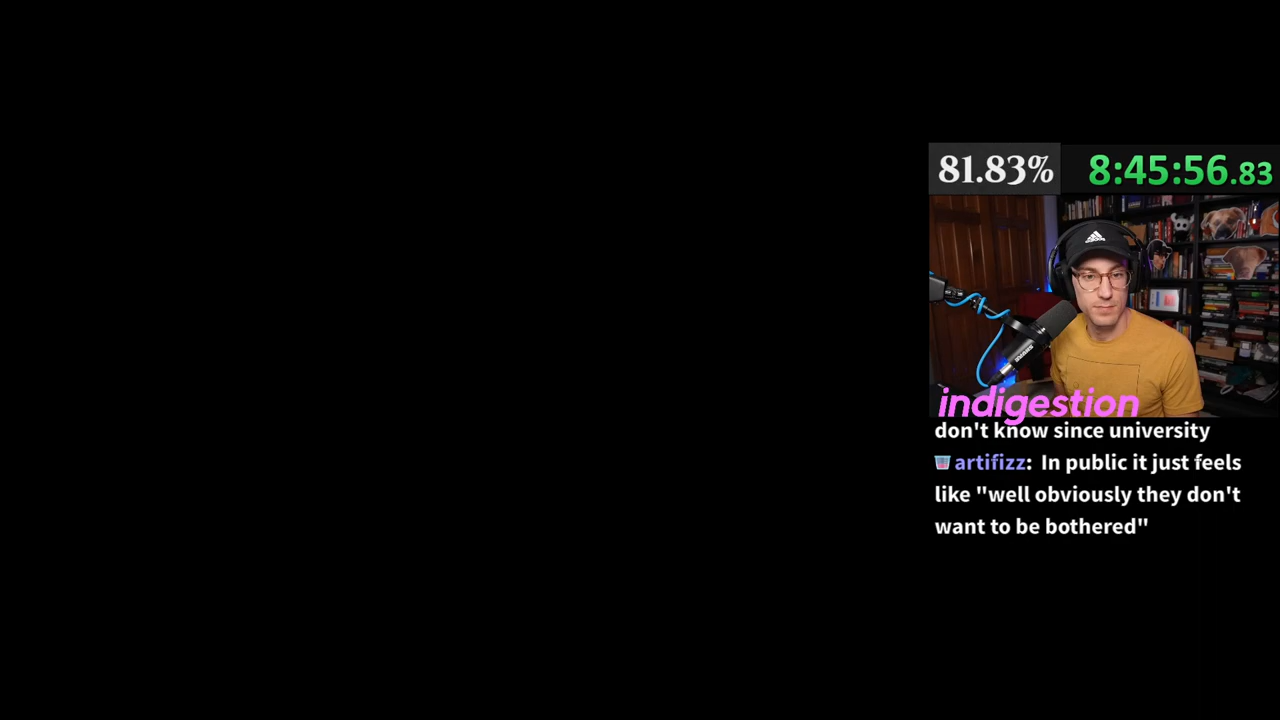 81.83% 8:45:56.83
indigestion
don't know since university
artifizz: In public it just feels
like "well obviously they don't
want to be bothered"